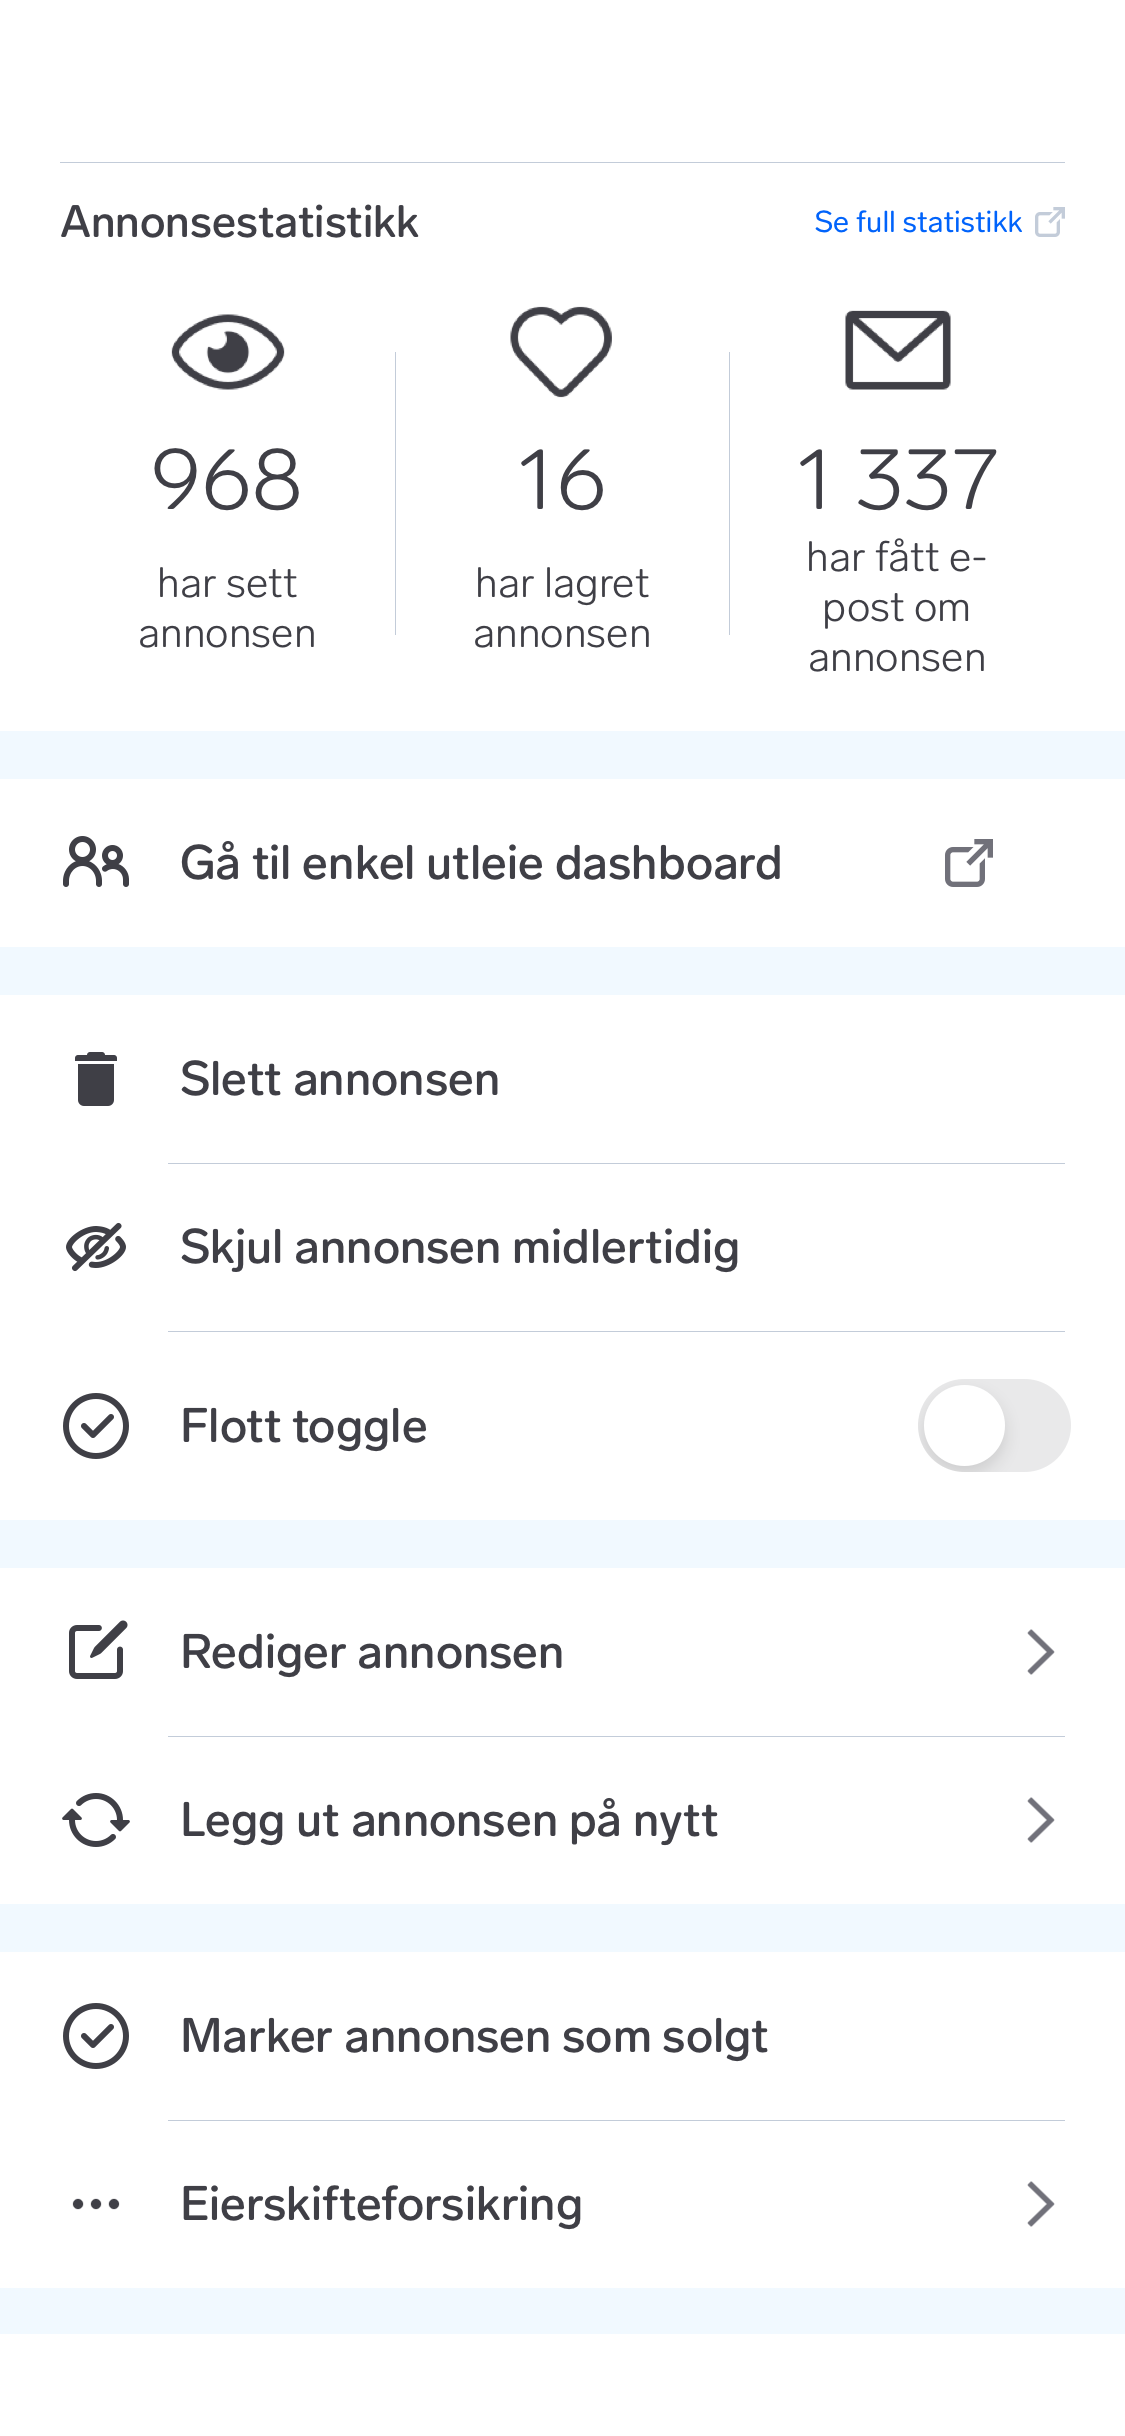 Annonsestatistikk
Se full statistikk
968
16
1 337
har sett
annonsen
har lagret
annonsen
har fått e-
post om
annonsen
Gå til enkel utleie dashboard
Slett annonsen
Skjul annonsen midlertidig
Flott toggle
Rediger annonsen
Legg ut annonsen på nytt
Marker annonsen som solgt
Eierskifteforsikring